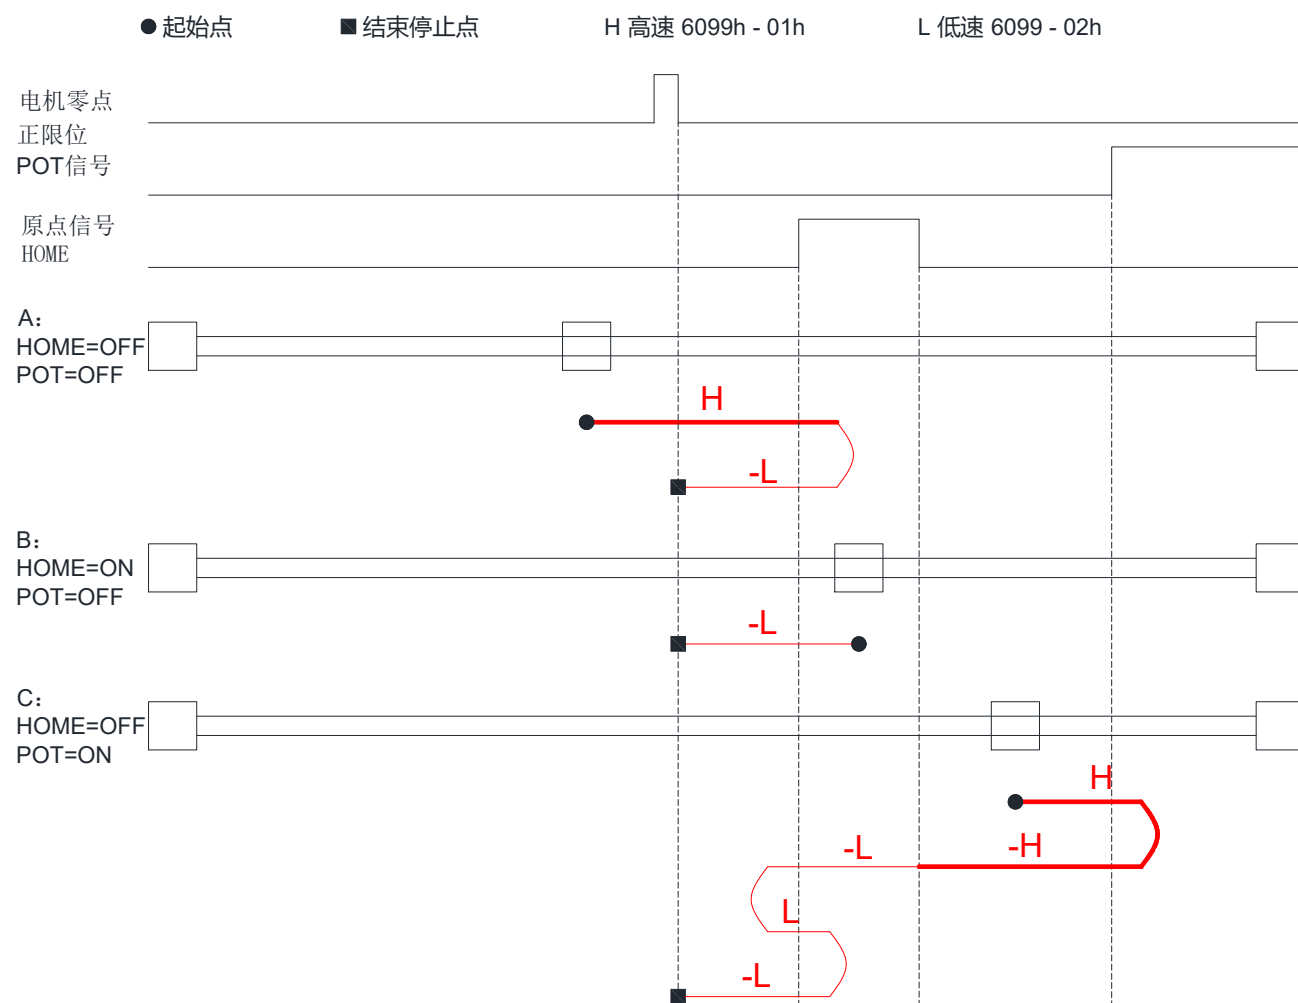 起始点 结束停止点 H 高速 6099h - 01h L 低速 6099 - 02h
电机零点
正限位
POT信号
原点信号
HOME
A:
HOME=OFF
POT=OFF
H
-L
B:
HOME=ON
POT=OFF
-L
C:
HOME=OFF
POT=ON
H
-H
-L
L
-L